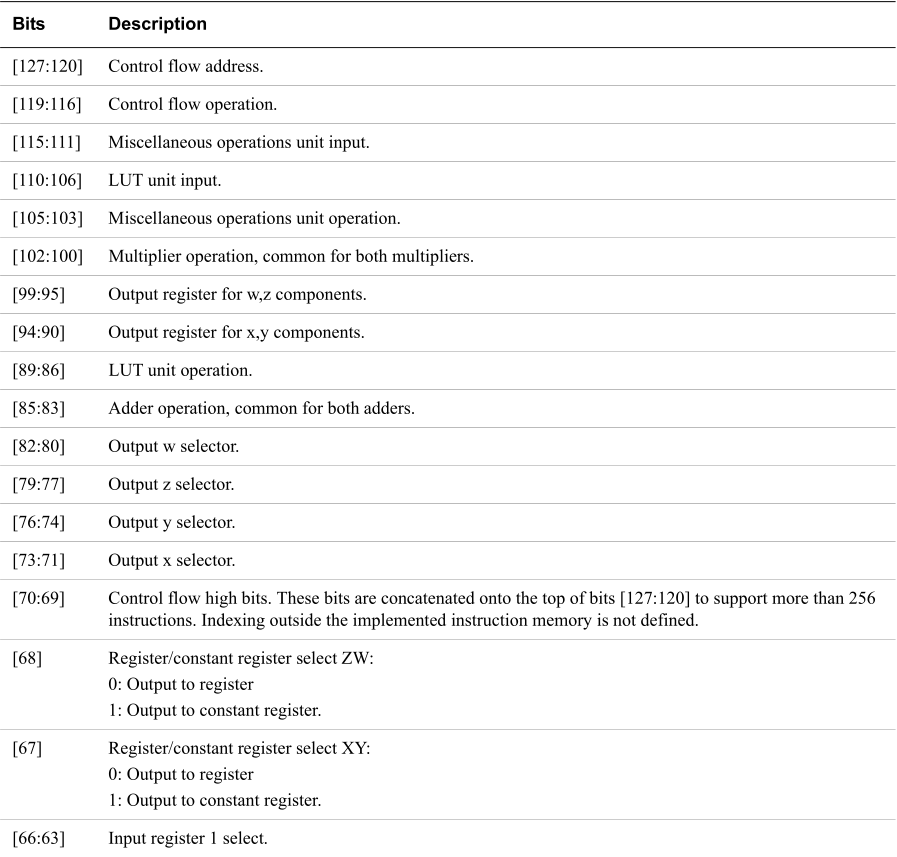 Bits Description
[127:120] Control flow address.
[119:116] Control flow operation.
[115:111] Miscellaneous operations unit input.
[110:106] LUT unit input.
[105:103] Miscellaneous operations unit operation.
[102:100] Multiplier operation, common for both multipliers.
[99:95] Output register for w,z components.
[94:90] Output register for x,y components.
[89:86] LUT unit operation.
[85:83] Adder operation, common for both adders.
[82:80] Output w selector.
[79:77] Output z selector.
[76:74] Output y selector.
[73:71] Output x selector.
[70:69] Control flow high bits. These bits are concatenated onto the top of bits [127:120] to support more than 256
instructions. Indexing outside the implemented instruction memory is not defined.
[68] Register/constant register select ZW:
0: Output to register
1: Output to constant register.
[67] Register/constant register select XY:
0: Output to register
1: Output to constant register.
[66:63] Input register 1 select.